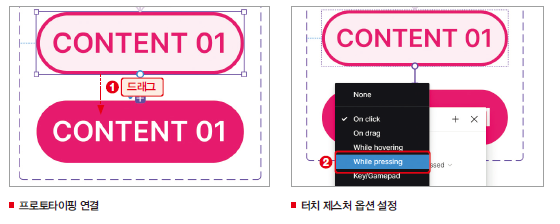 CONTENT 01
1 드래그
CONTENT 01
프로토타이핑 연결
CONTENT 01
None
On click
On drag
While hovering
2 While pressing
Key/Gamepad
ssed
터치 제스처 옵션 설정